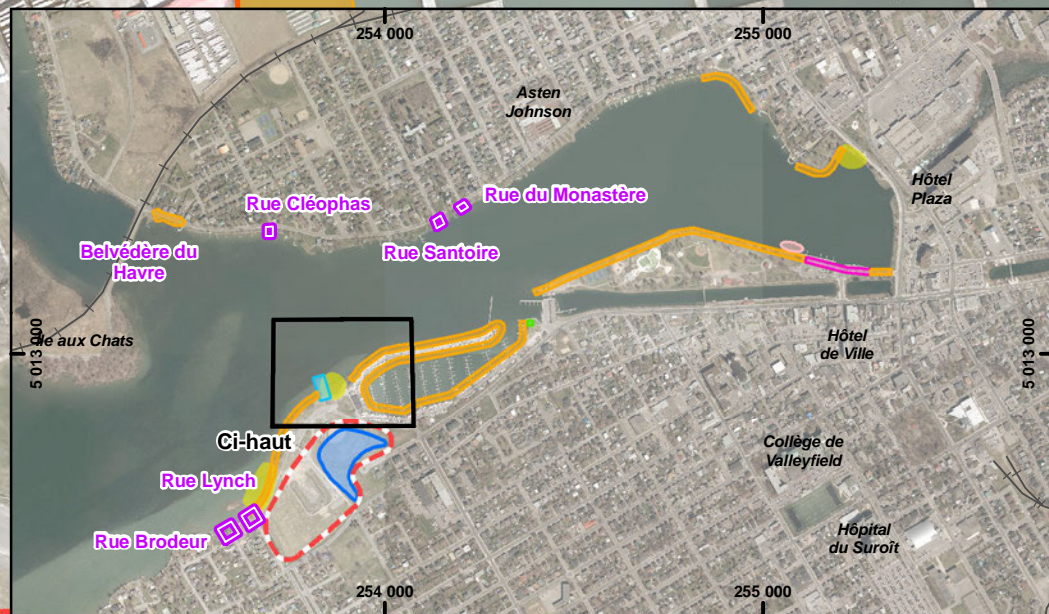 254 000
255 000
Asten
Johnson
Hôtel
Plaza
Rue Cléophas
Rue du Monastère
Belvédère du
Havre
Rue Santoire
Ile aux Chats
5 013 000
5 013 000
Hôtel
de Ville
Ci-haut
Collège de
Valleyfield
Rue Lynch
Rue Brodeur
Hôpital
du Suroît
254 000
255 000